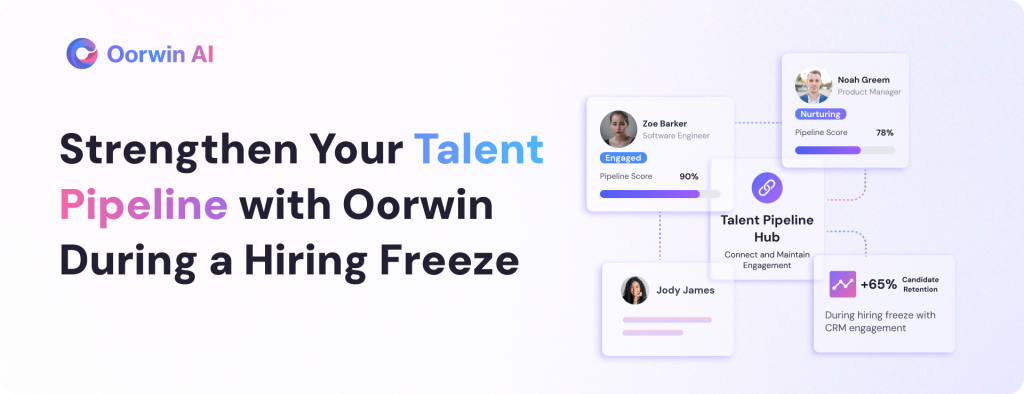 Oorwin AI
Strengthen Your Talent
Pipeline with Oorwin
During a Hiring Freeze
Zoe Barker
Software Engineer
Engaged
Pipeline Score 90%
Noah Greem
Product Manager
Nurturing
Pipeline Score 78%
Talent Pipeline
Hub
Connect and Maintain
Engagement
Jody James
+65% Candidate
Retention
During hiring freeze with
CRM engagement